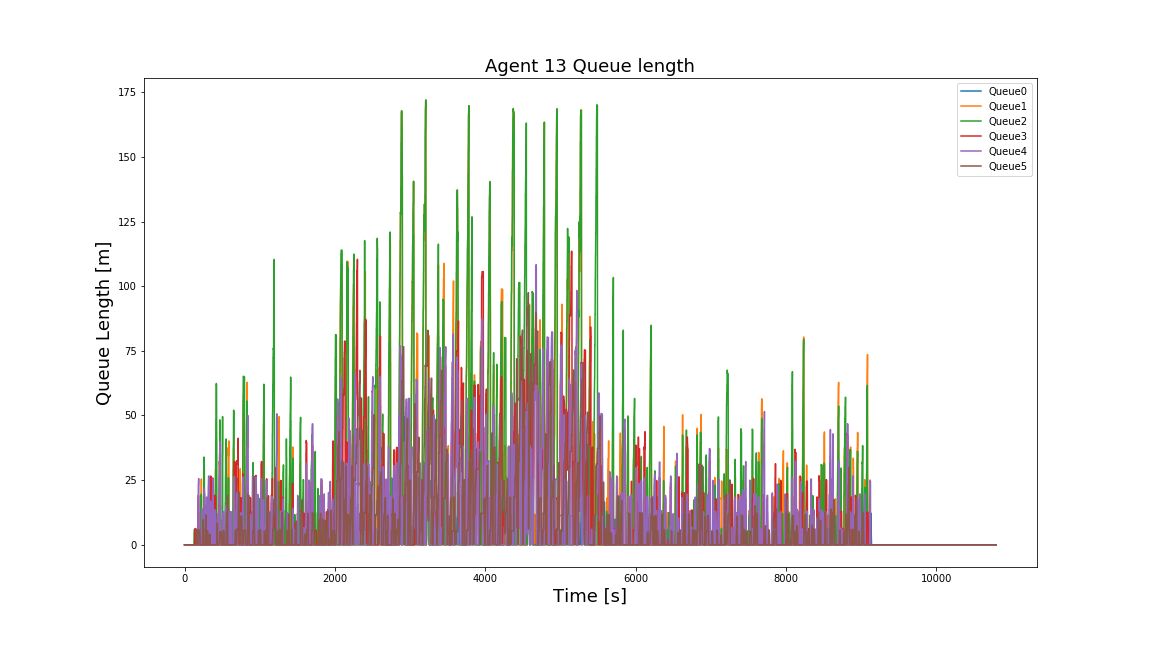 Agent 13 Queue length
Queue Length [m]
175
150
125
100
75
50
25
0
Queue0
Queue1
Queue2
Queue3
Queue4
Queue5
0 2000 4000 6000 8000 10000
Time [s]